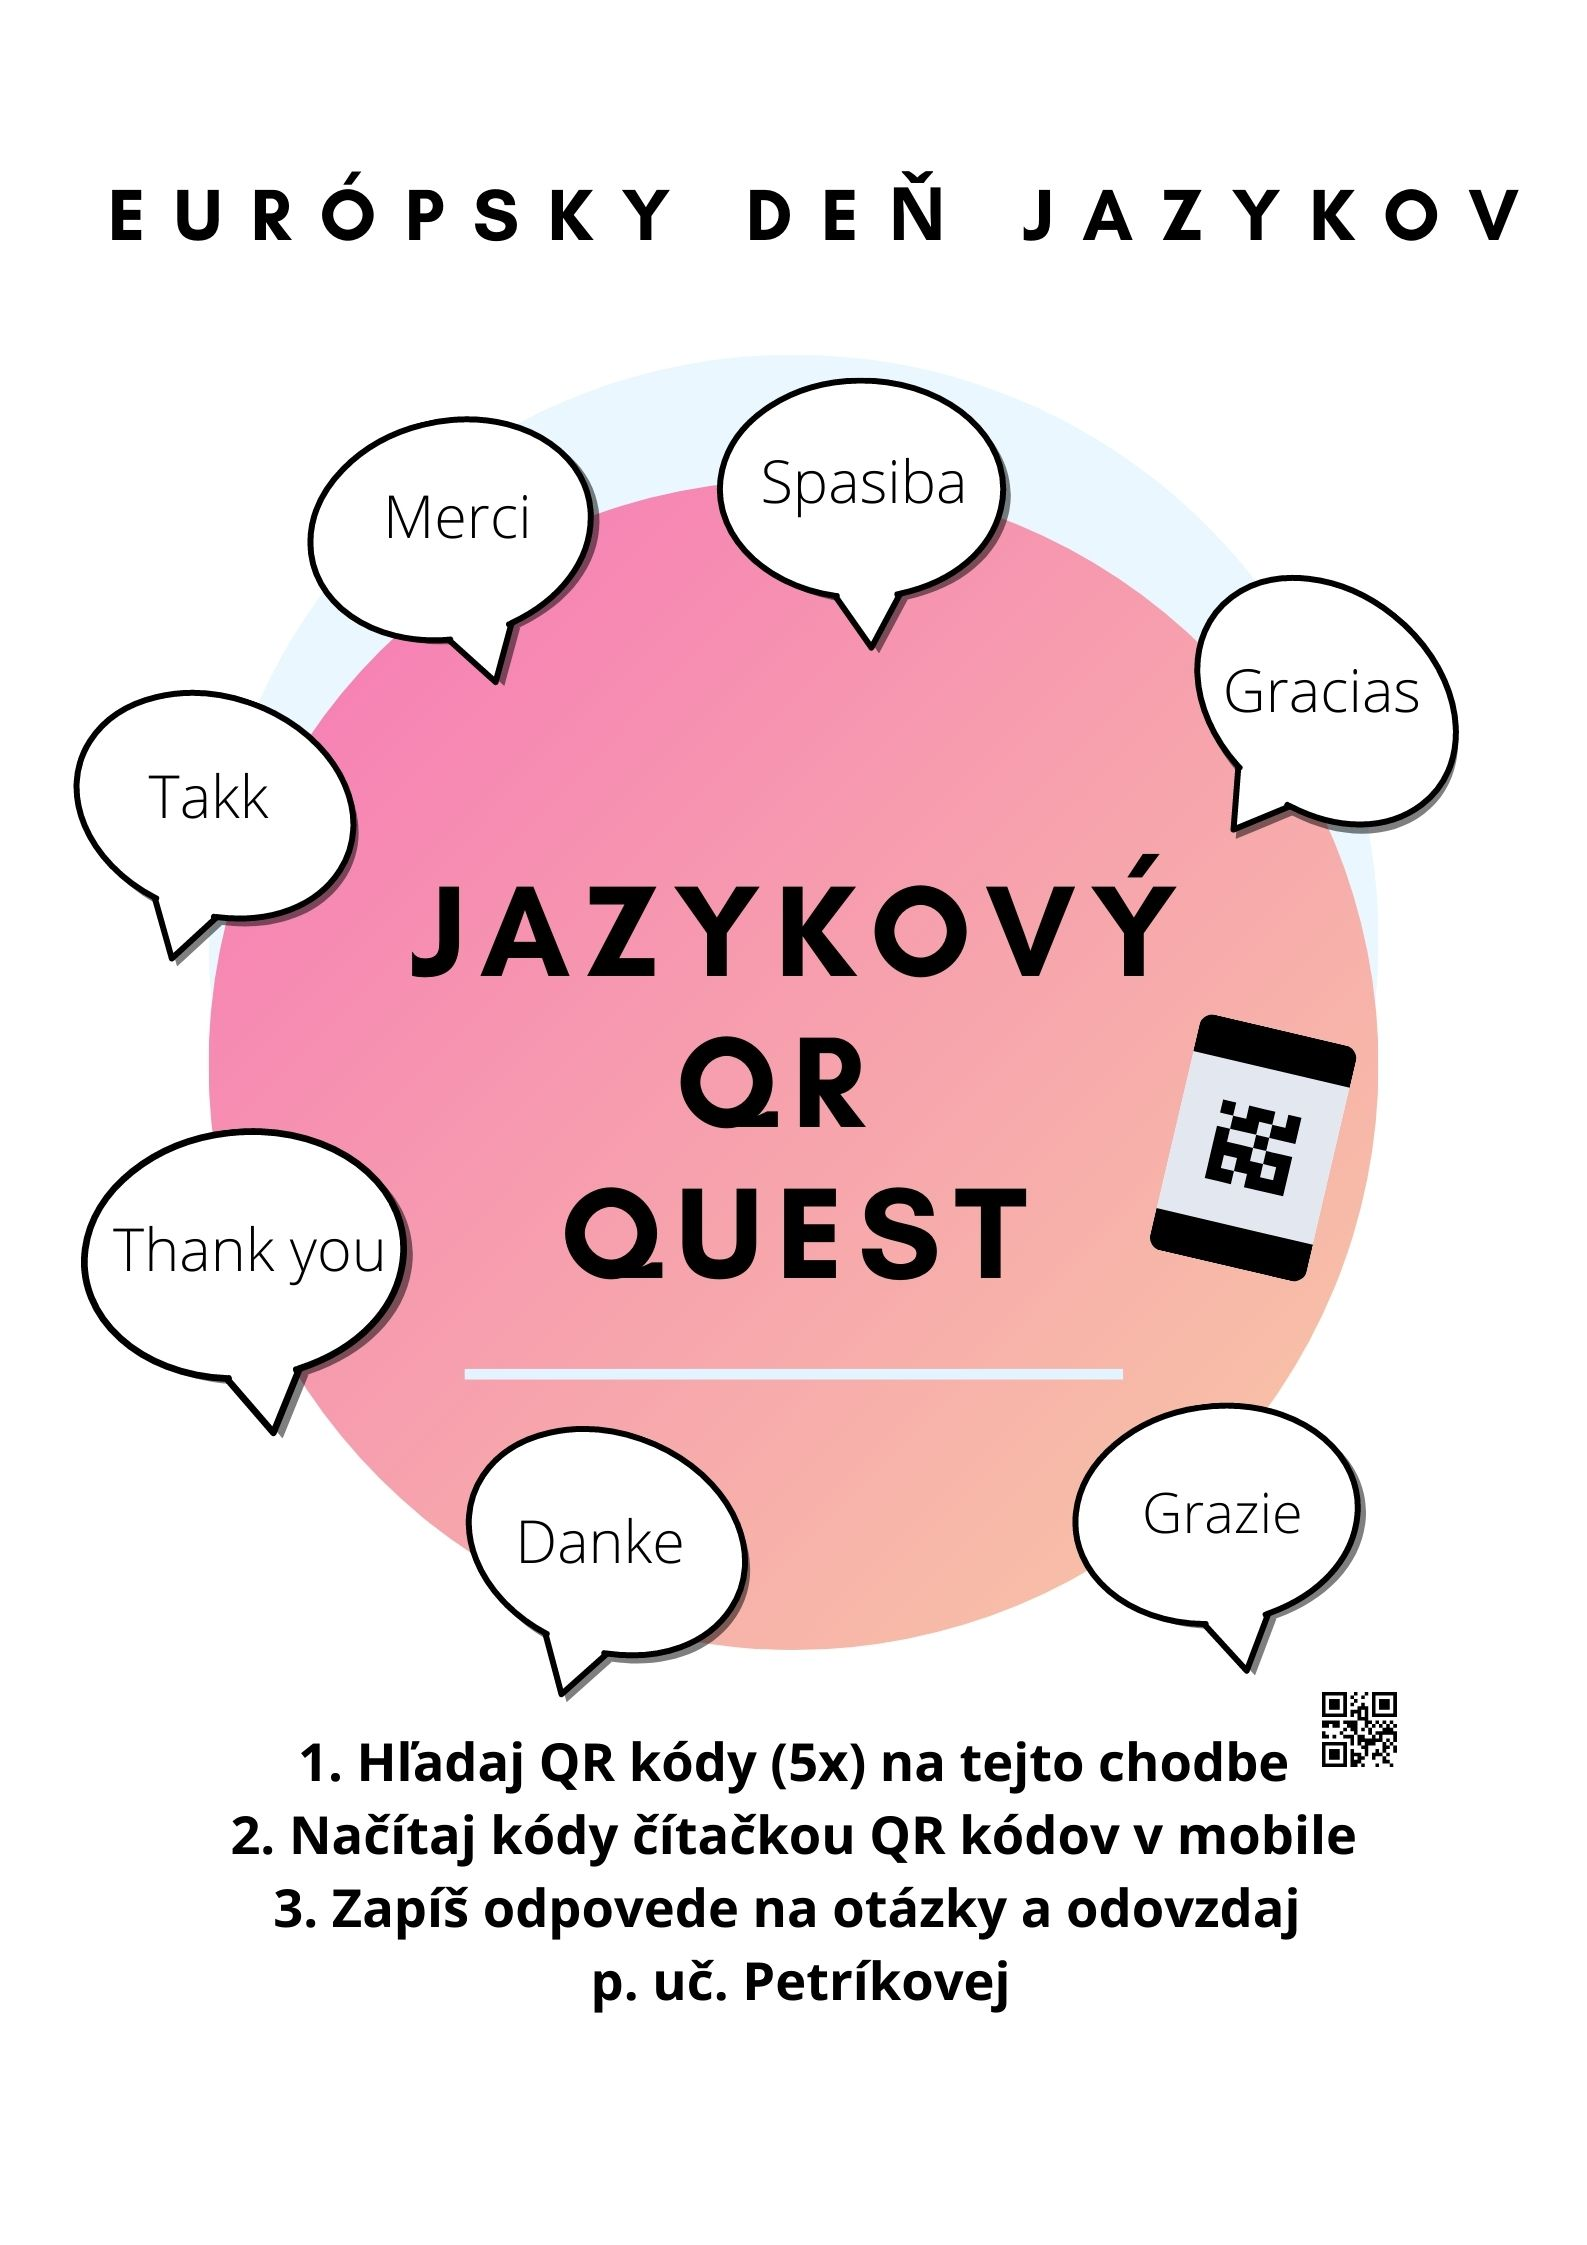 EURÓPSKY DEŇ JAZYKOV
Merci
Spasiba
Gracias
Takk
JAZYKOVÝ
QR
QUEST
Thank you
Danke
Grazie
1. Hľadaj QR kódy (5x) na tejto chodbe
2. Načítaj kódy čítačkou QR kódov v mobile
3. Zapíš odpovede na otázky a odovzdaj
p. uč. Petríkovej